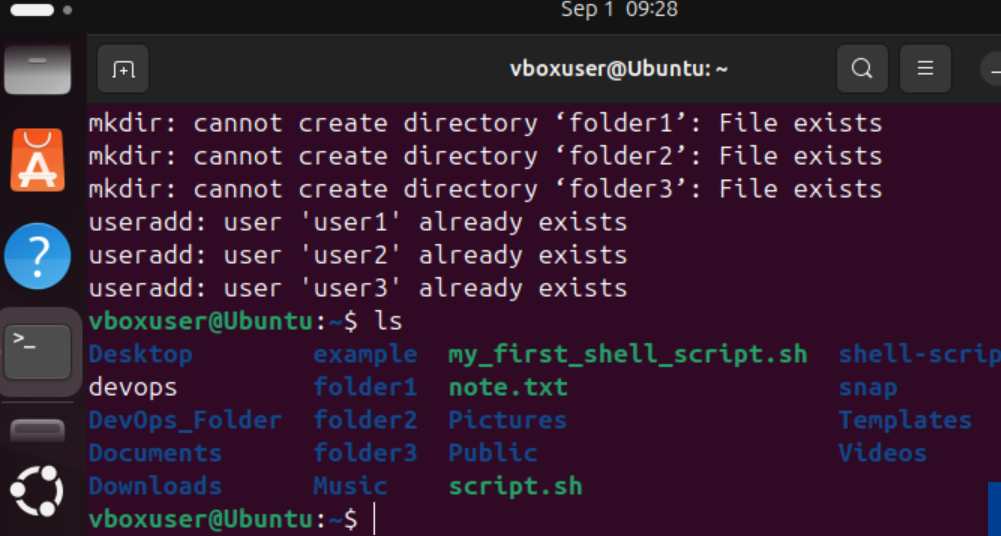 Sep 1 09:28
vboxuser@Ubuntu: ~
mkdir: cannot create directory ‘folder1’: File exists
mkdir: cannot create directory ‘folder2’: File exists
mkdir: cannot create directory ‘folder3’: File exists
useradd: user 'user1' already exists
useradd: user 'user2' already exists
useradd: user 'user3' already exists
vboxuser@Ubuntu:~$ ls
Desktop example my_first_shell_script.sh shell-scrip
devops folder1 note.txt snap
DevOps_Folder folder2 Pictures Templates
Documents folder3 Public Videos
Downloads Music script.sh
vboxuser@Ubuntu:~$